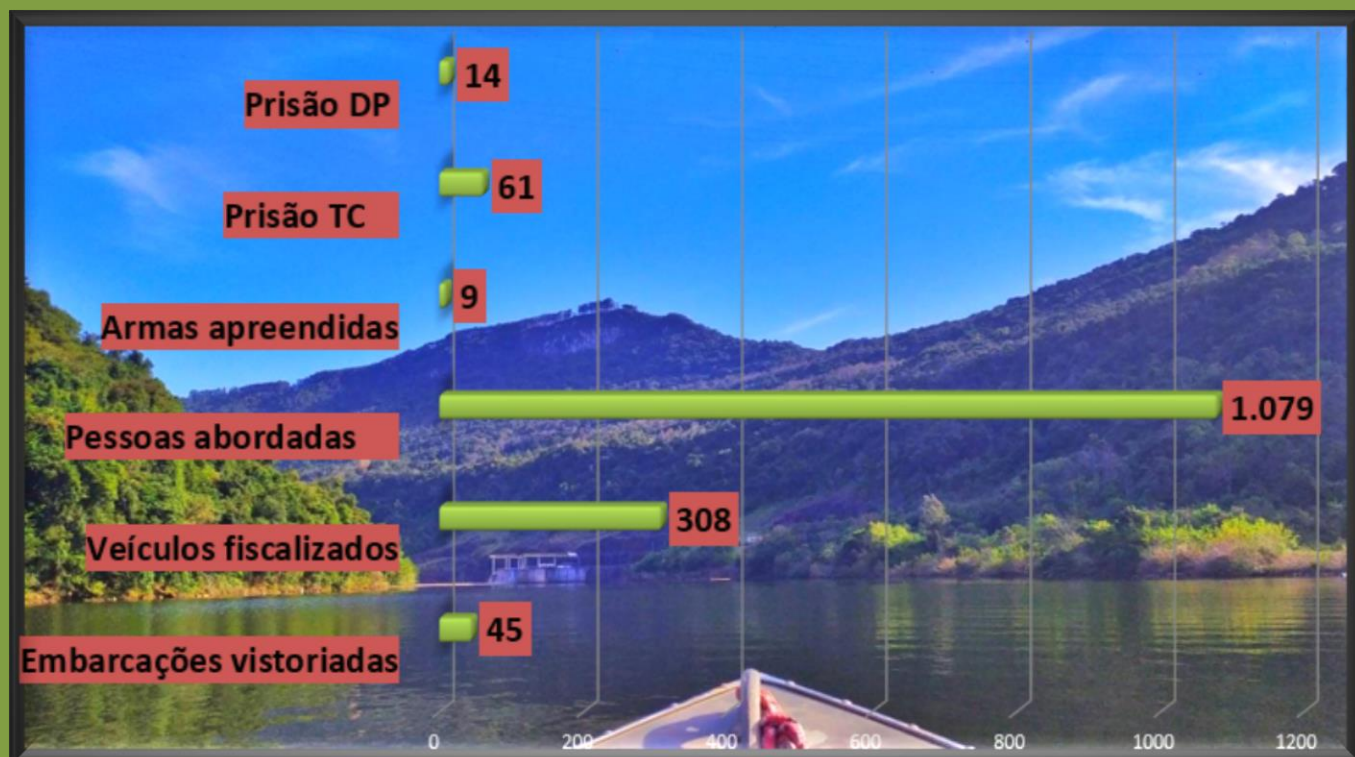 14
Prisão DP
61
Prisão TC
9
Armas apreendidas
1.079
Pessoas abordadas
308
Veículos fiscalizados
45
Embarcações vistoriadas
0 200 400 600 800 1000 1200